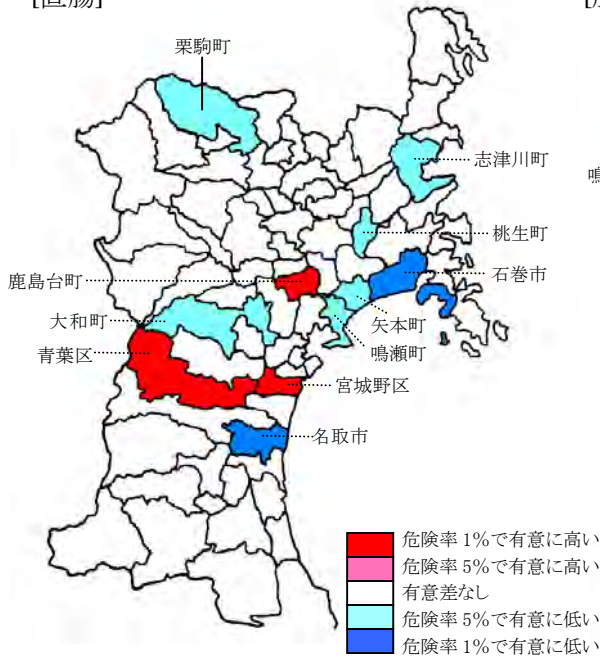 [直腸]
栗駒町
志津川町
鳴
桃生町
石巻市
鹿島台町
矢本町
大和町
鳴瀬町
青葉区
宮城野区
名取市
危険率 1%で有意に高い
危険率 5%で有意に高い
有意差なし
危険率 5%で有意に低い
危険率 1%で有意に低い